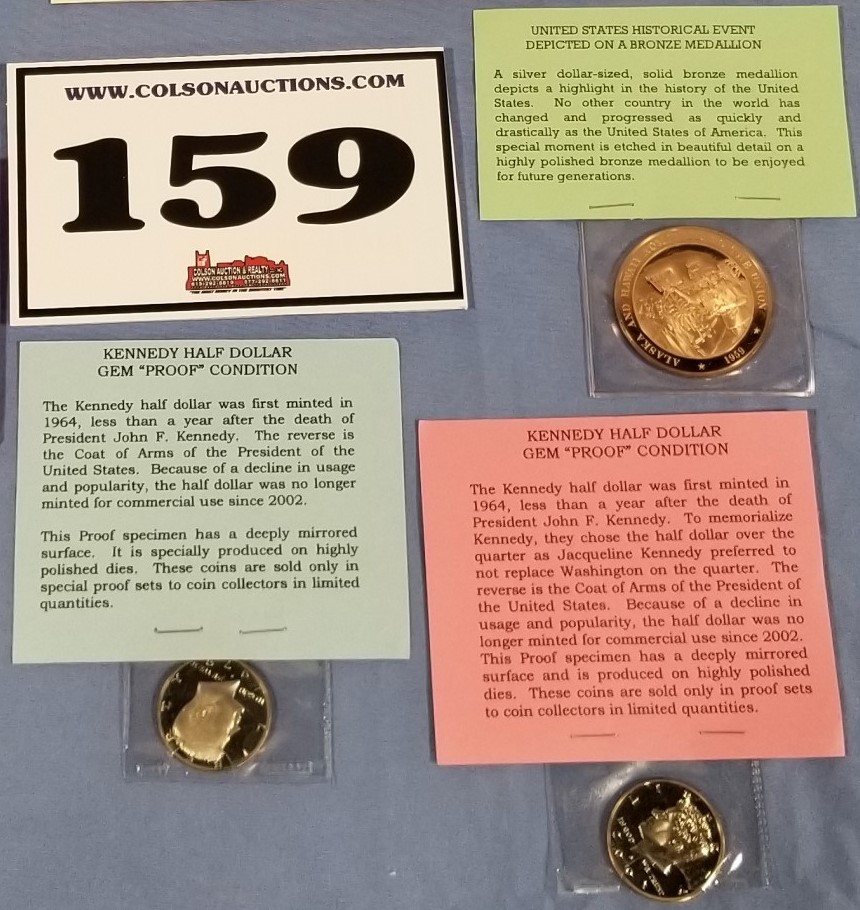 WWW.COLSONAUCTIONS.COM
159
COLSON AUCTION & REALTY
WWW.COLSONAUCTIONS.COM
UNITED STATES HISTORICAL EVENT
DEPICTED ON A BRONZE MEDALLION
A silver dollar-sized, solid bronze medallion
depicts a highlight in the history of the United
States. No other country in the world has
changed and progressed as quickly and
drastically as the United States of America. This
special moment is etched in beautiful detail on a
highly polished bronze medallion to be enjoyed
for future generations.
ALASKA AND HAWAII UNION
1959
KENNEDY HALF DOLLAR
GEM “PROOF” CONDITION
The Kennedy half dollar was first minted in
1964, less than a year after the death of
President John F. Kennedy. The reverse is
the Coat of Arms of the President of the
United States. Because of a decline in usage
and popularity, the half dollar was no longer
minted for commercial use since 2002.
This Proof specimen has a deeply mirrored
surface. It is specially produced on highly
polished dies. These coins are sold only in
special proof sets to coin collectors in limited
quantities.
KENNEDY HALF DOLLAR
GEM “PROOF” CONDITION
The Kennedy half dollar was first minted in
1964, less than a year after the death of
President John F. Kennedy. To memorialize
Kennedy, they chose the half dollar over the
quarter as Jacqueline Kennedy preferred to
not replace Washington on the quarter. The
reverse is the Coat of Arms of the President of
the United States. Because of a decline in
usage and popularity, the half dollar was no
longer minted for commercial use since 2002.
This Proof specimen has a deeply mirrored
surface and is produced on highly polished
dies. These coins are sold only in proof sets
to coin collectors in limited quantities.